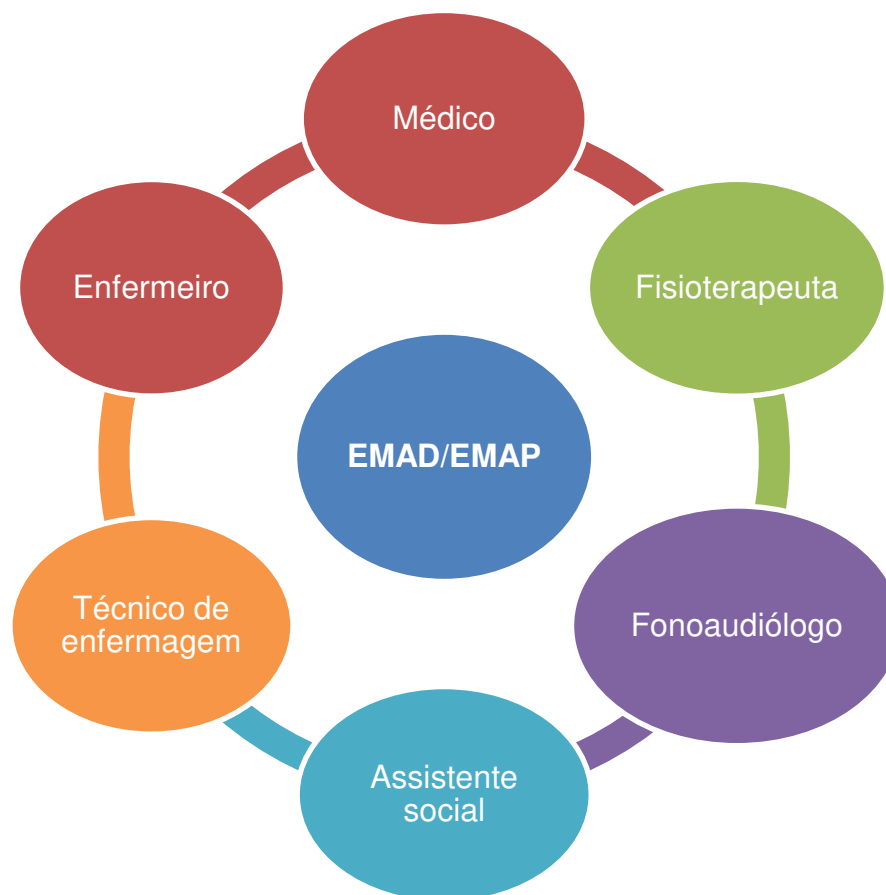 Médico
Enfermeiro
Fisioterapeuta
EMAD/EMAP
Técnico de
enfermagem
Fonoaudiólogo
Assistente
social